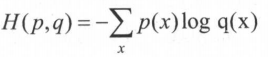 H(p,q) = -∑ p(x) log q(x)
x